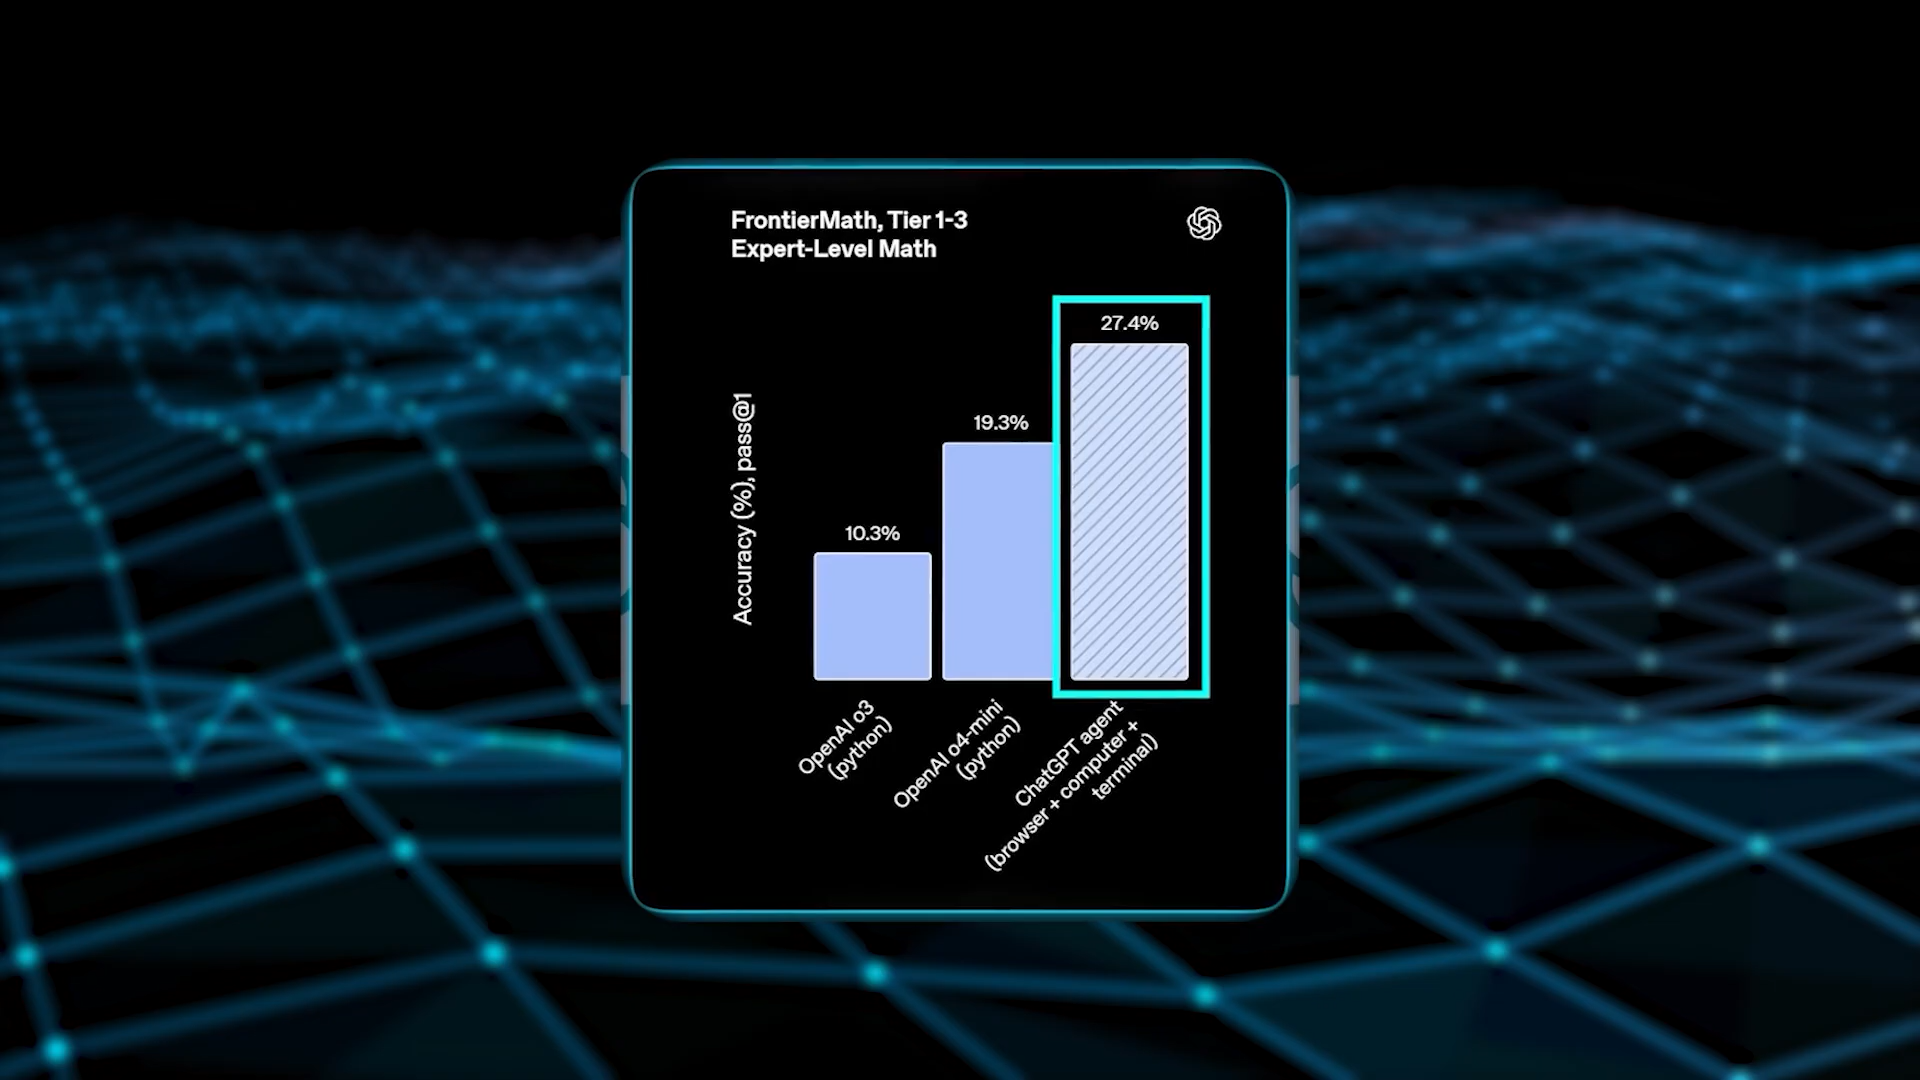 FrontierMath, Tier 1-3
Expert-Level Math
Accuracy (%), pass@1
10.3%
19.3%
27.4%
OpenAI o3
(python)
OpenAI o4-mini
(python)
ChatGPT agent
(browser + computer +
terminal)